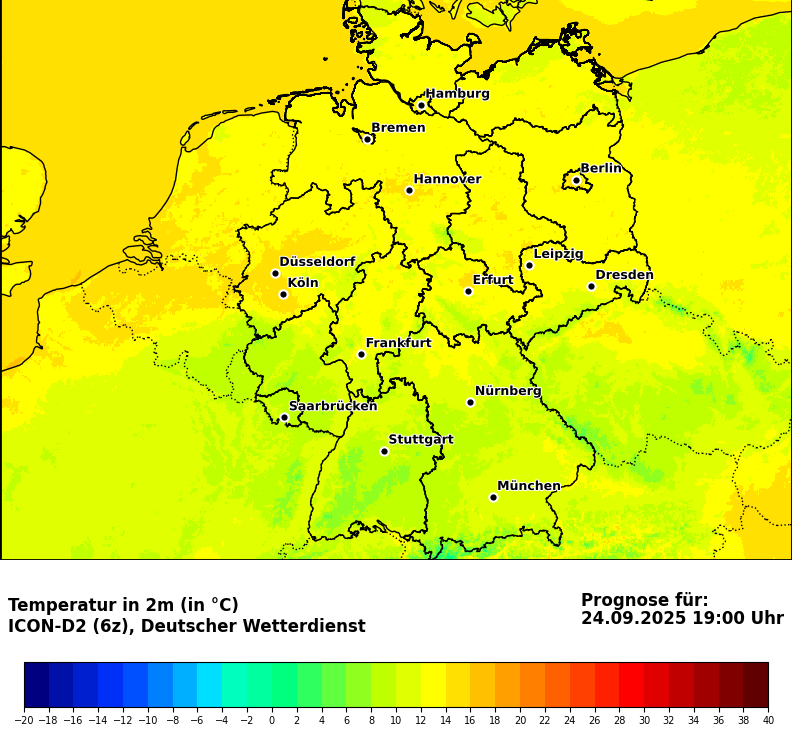 Hamburg
Bremen
Berlin
Hannover
Leipzig
Düsseldorf
Dresden
Köln
Erfurt
Frankfurt
Nürnberg
Saarbrücken
Stuttgart
München
Temperatur in 2m (in °C)
ICON-D2 (6z), Deutscher Wetterdienst
Prognose für:
24.09.2025 19:00 Uhr
−20 −18 −16 −14 −12 −10 −8 −6 −4 −2 0 2 4 6 8 10 12 14 16 18 20 22 24 26 28 30 32 34 36 38 40